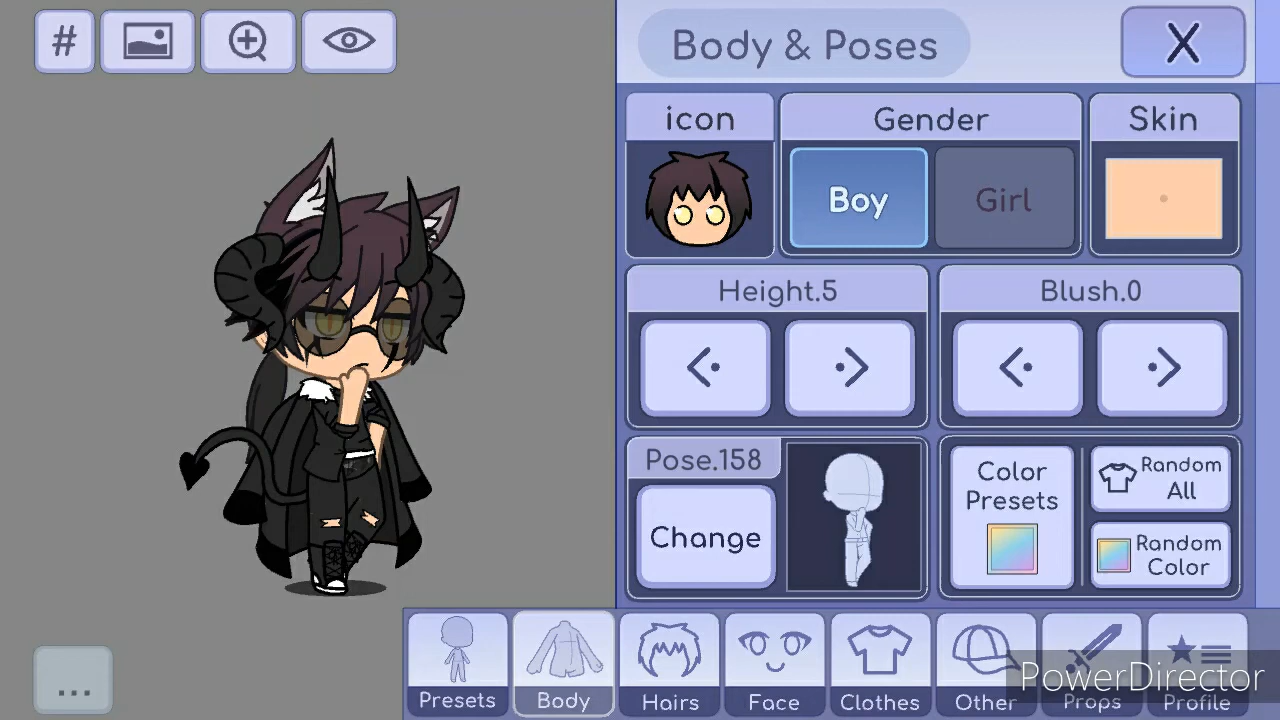 #
Body & Poses
X
icon
Gender
Skin
Boy
Girl
Height.5
Blush.0
Pose.158
Change
Color
Presets
Random
All
Random
Color
...
Presets
Body
Hairs
Face
Clothes
Other
Props
Profile
PowerDirector